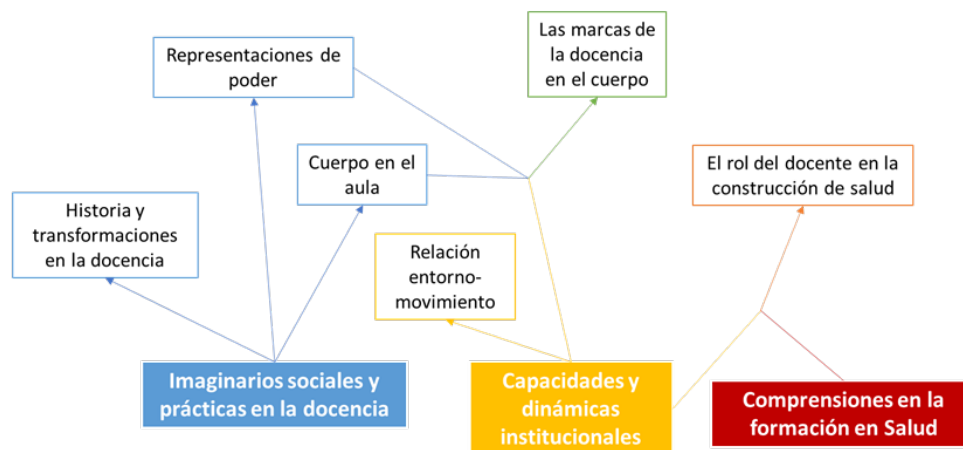 Representaciones de
poder
Las marcas de
la docencia
en el cuerpo
Cuerpo en el
aula
El rol del docente en la
construcción de salud
Historia y
transformaciones
en la docencia
Relación
entorno-
movimiento
Imaginarios sociales y
prácticas en la docencia
Capacidades y
dinámicas
institucionales
Comprensiones en la
formación en Salud